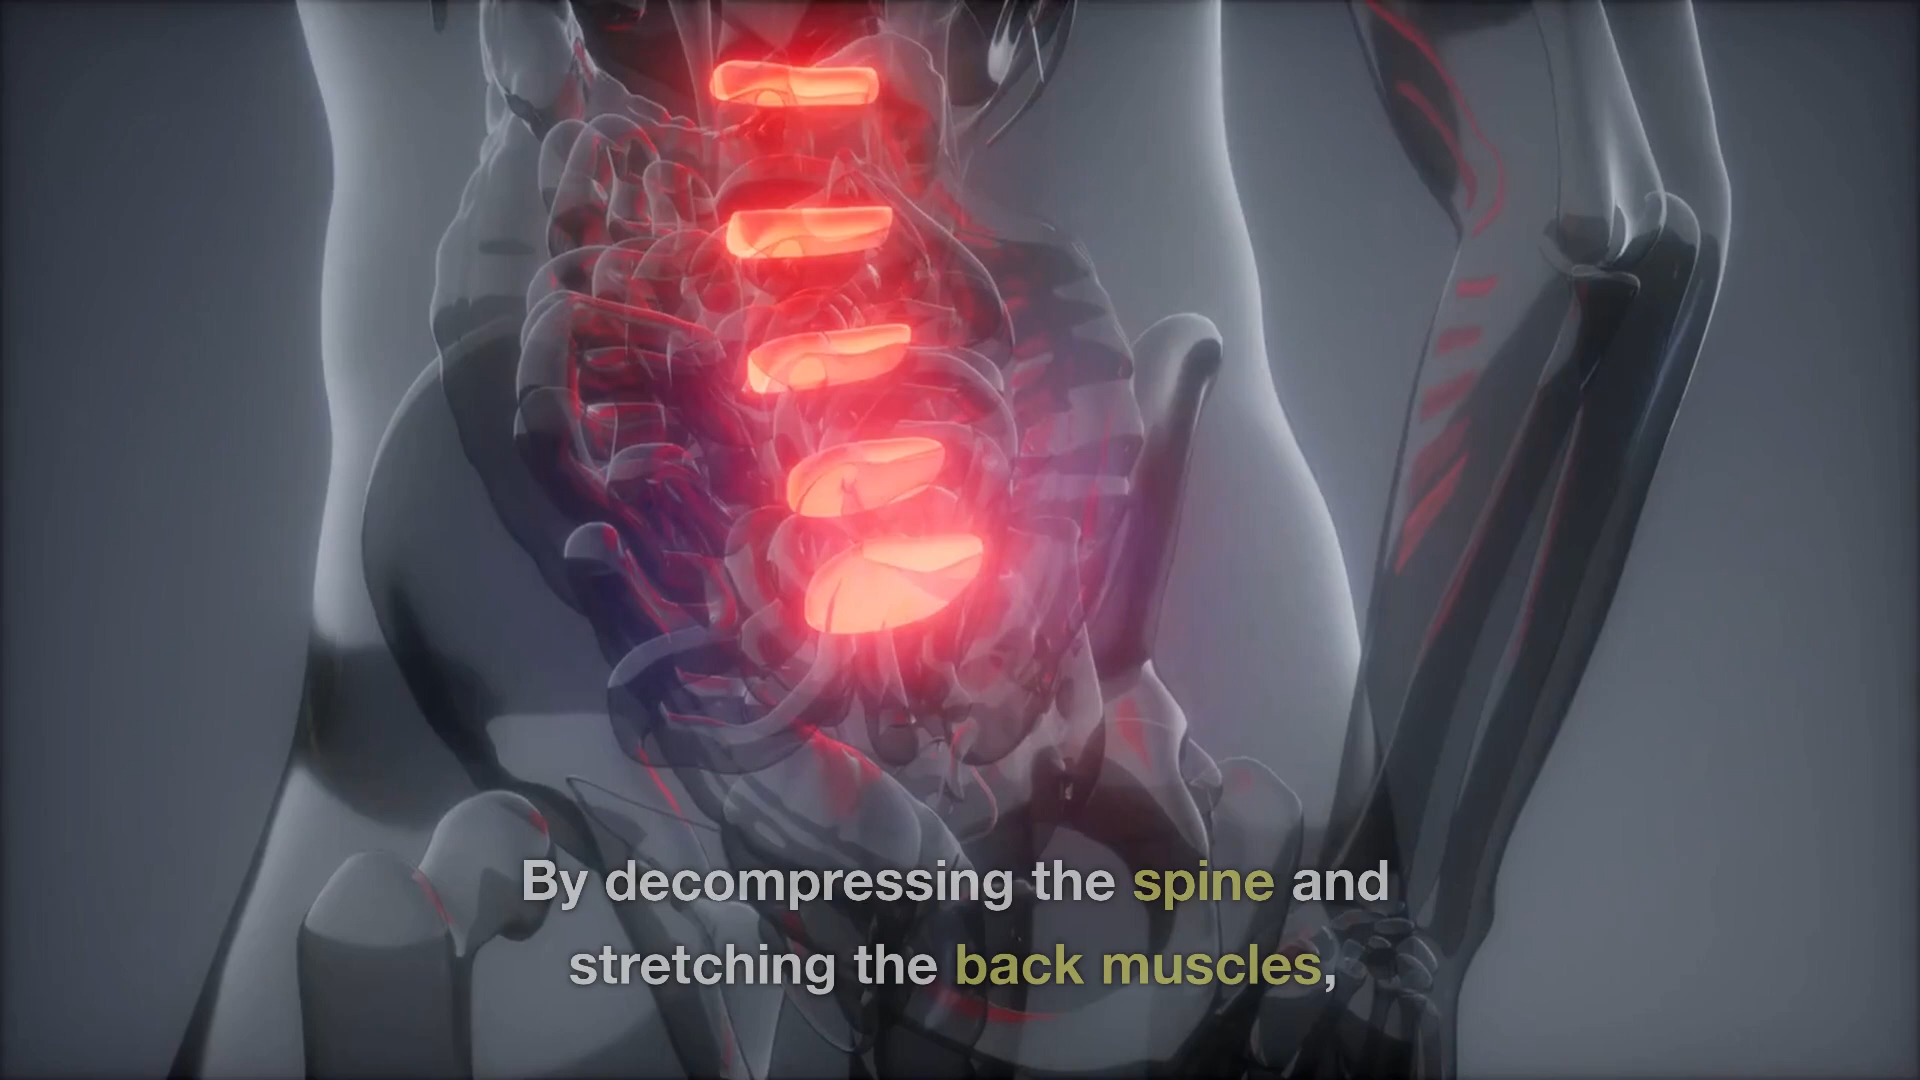 By decompressing the spine and
stretching the back muscles,